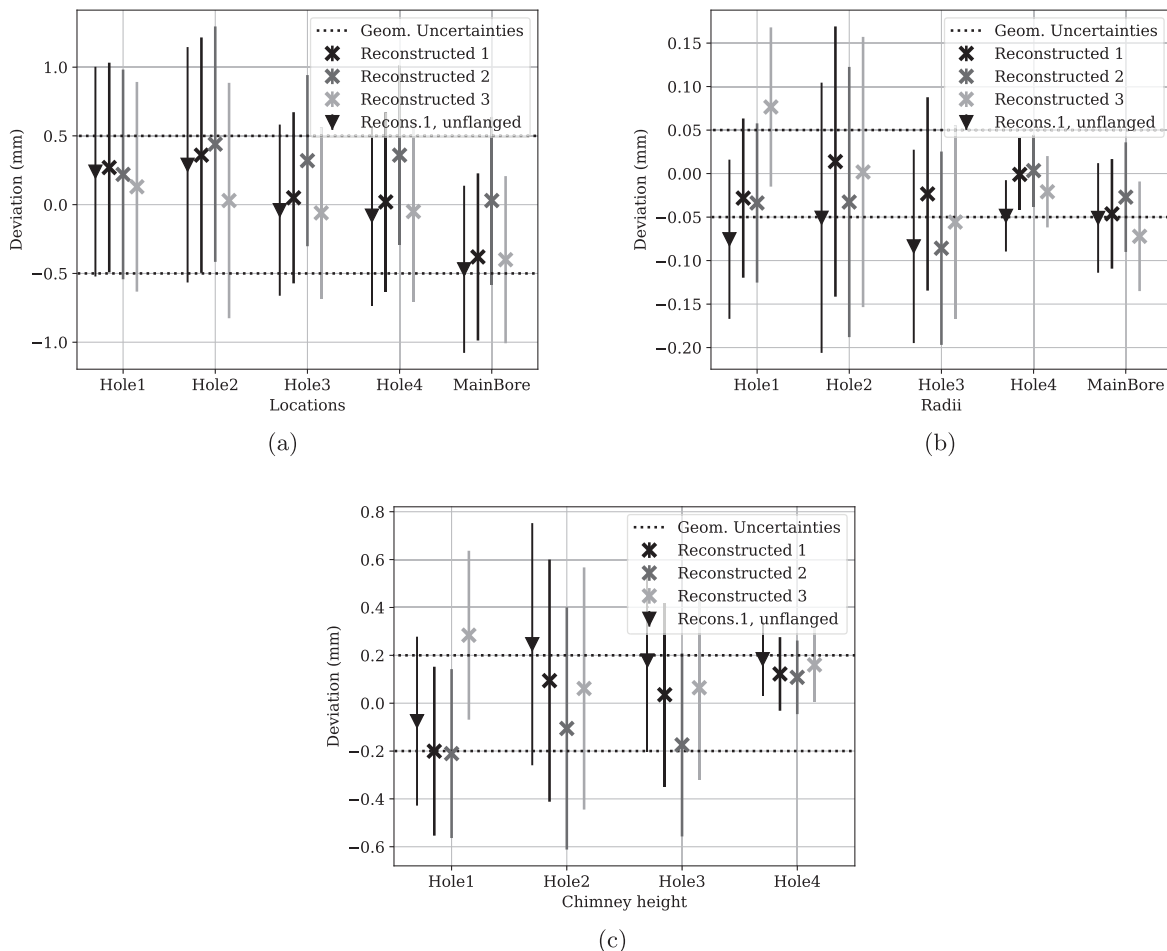 Geom. Uncertainties
Reconstructed 1
Reconstructed 2
Reconstructed 3
Recons.1, unflanged
1.0
0.5
0.0
−0.5
−1.0
Deviation (mm)
Hole1 Hole2 Hole3 Hole4 MainBore
Locations
(a)
Geom. Uncertainties
Reconstructed 1
Reconstructed 2
Reconstructed 3
Recons.1, unflanged
0.15
0.10
0.05
0.00
−0.05
−0.10
−0.15
−0.20
Deviation (mm)
Hole1 Hole2 Hole3 Hole4 MainBore
Radii
(b)
Geom. Uncertainties
Reconstructed 1
Reconstructed 2
Reconstructed 3
Recons.1, unflanged
0.8
0.6
0.4
0.2
0.0
−0.2
−0.4
−0.6
Deviation (mm)
Hole1 Hole2 Hole3 Hole4
Chimney height
(c)